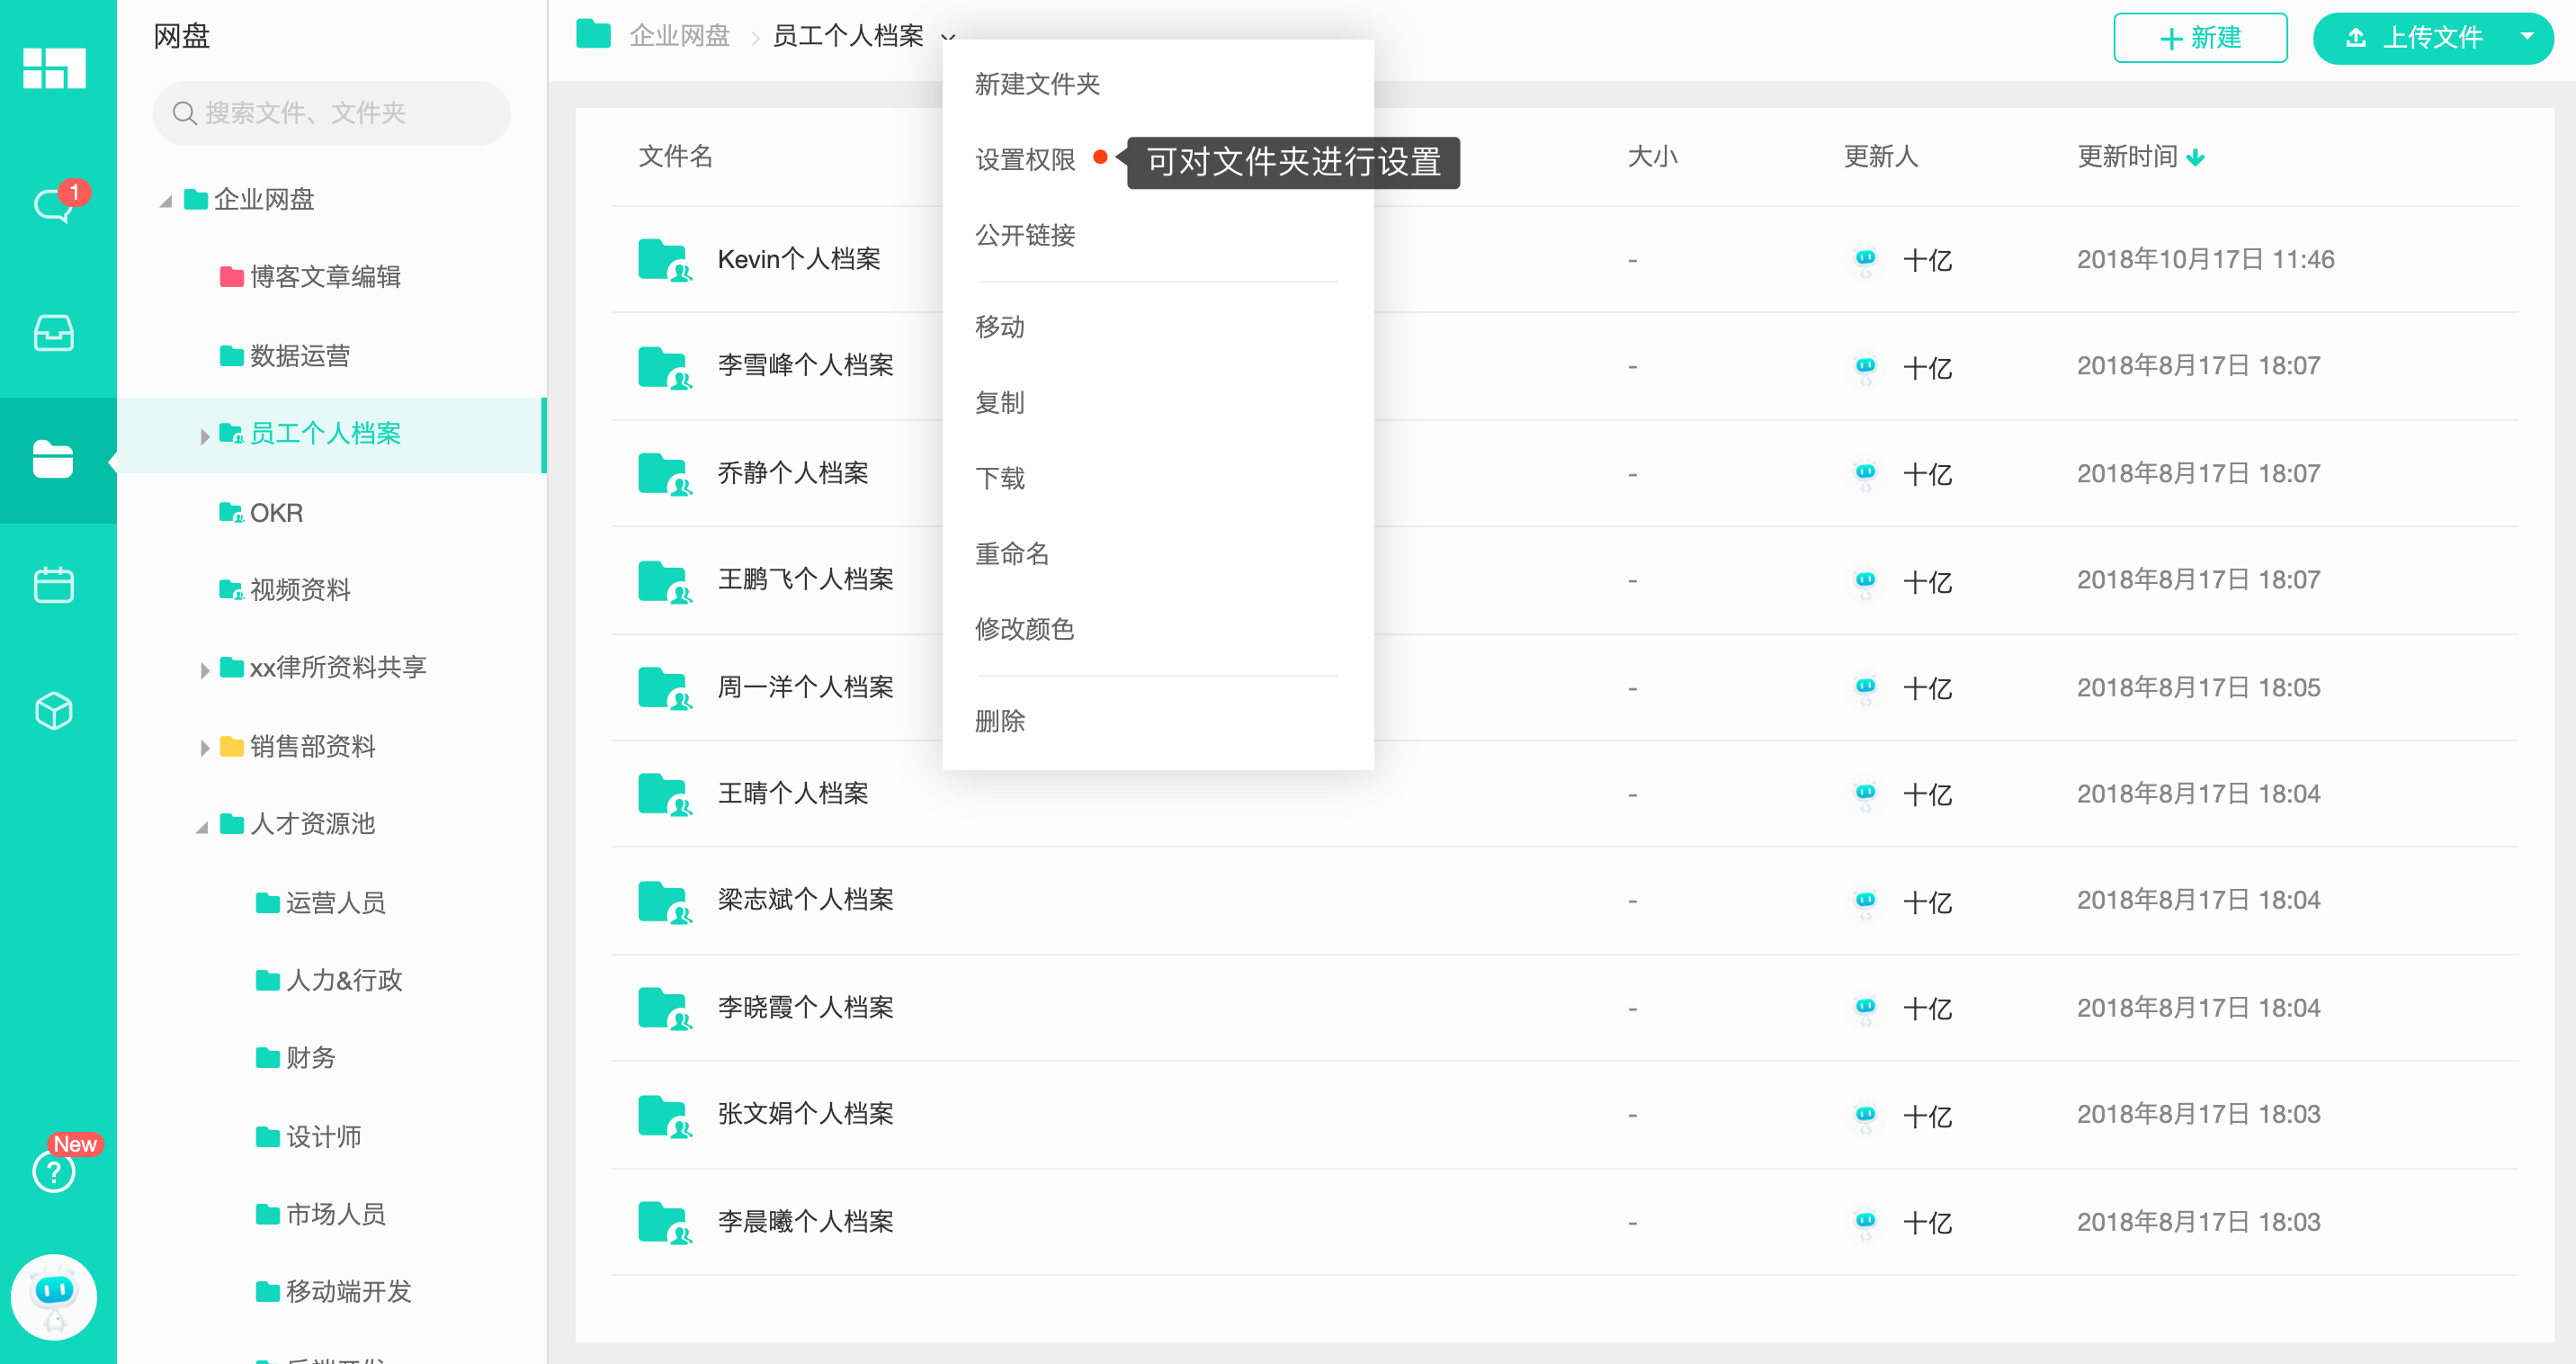 网盘
搜索文件、文件夹
1
企业网盘
博客文章编辑
数据运营
员工个人档案
OKR
视频资料
xx律所资料共享
销售部资料
人才资源池
运营人员
人力&行政
财务
设计师
市场人员
移动端开发
New
?
企业网盘 > 员工个人档案
新建
上传文件
新建文件夹
设置权限
可对文件夹进行设置
公开链接
移动
复制
下载
重命名
修改颜色
删除
文件名 大小 更新人 更新时间
Kevin个人档案 - 十亿 2018年10月17日 11:46
李雪峰个人档案 - 十亿 2018年8月17日 18:07
乔静个人档案 - 十亿 2018年8月17日 18:07
王鹏飞个人档案 - 十亿 2018年8月17日 18:07
周一洋个人档案 - 十亿 2018年8月17日 18:05
王晴个人档案 - 十亿 2018年8月17日 18:04
梁志斌个人档案 - 十亿 2018年8月17日 18:04
李晓霞个人档案 - 十亿 2018年8月17日 18:04
张文娟个人档案 - 十亿 2018年8月17日 18:03
李晨曦个人档案 - 十亿 2018年8月17日 18:03